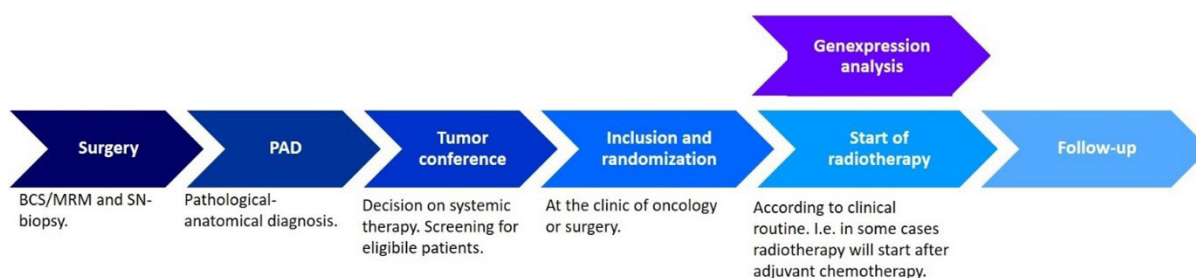 Genexpression
analysis
Surgery
PAD
Tumor
conference
Inclusion and
randomization
Start of
radiotherapy
Follow-up
BCS/MRM and SN-
biopsy.
Pathological-
anatomical diagnosis.
Decision on systemic
therapy. Screening for
eligibile patients.
At the clinic of oncology
or surgery.
According to clinical
routine. I.e. in some cases
radiotherapy will start after
adjuvant chemotherapy.